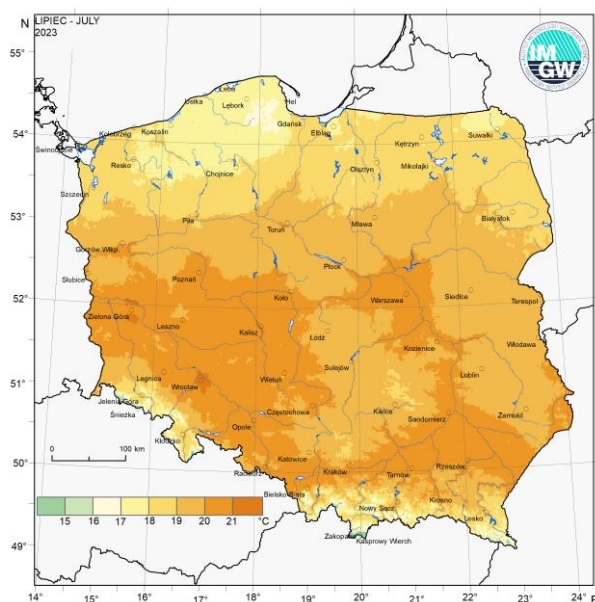 N
LIPIEC - JULY
2023
IM
GW
55°
54°
53°
52°
51°
50°
49°
Łeba
Ustka
Lębork
Hel
Gdańsk
Elbląg
Kołobrzeg
Koszalin
Kętrzyn
Suwałki
Świnoujście
Resko
Chojnice
Olsztyn
Mikołajki
Szczecin
Piła
Toruń
Mława
Białystok
Gorzów Wlkp
Słubice
Poznań
Płock
Koło
Warszawa
Siedlce
Terespol
Zielona Góra
Leszno
Kalisz
Łódź
Kozienice
Włodawa
Legnica
Wrocław
Wieluń
Sulejów
Lublin
Jelenia Góra
Śnieżka
Częstochowa
Kielce
Sandomierz
Zamość
Kłodzko
Opole
Katowice
Racibórz
Kraków
Tarnów
Rzeszów
Bielsko-Biała
Nowy Sącz
Krosno
Lesko
Zakopane
Kasprowy Wierch
0 100 km
15 16 17 18 19 20 21 °C
14° 15° 16° 17° 18° 19° 20° 21° 22° 23° 24° E